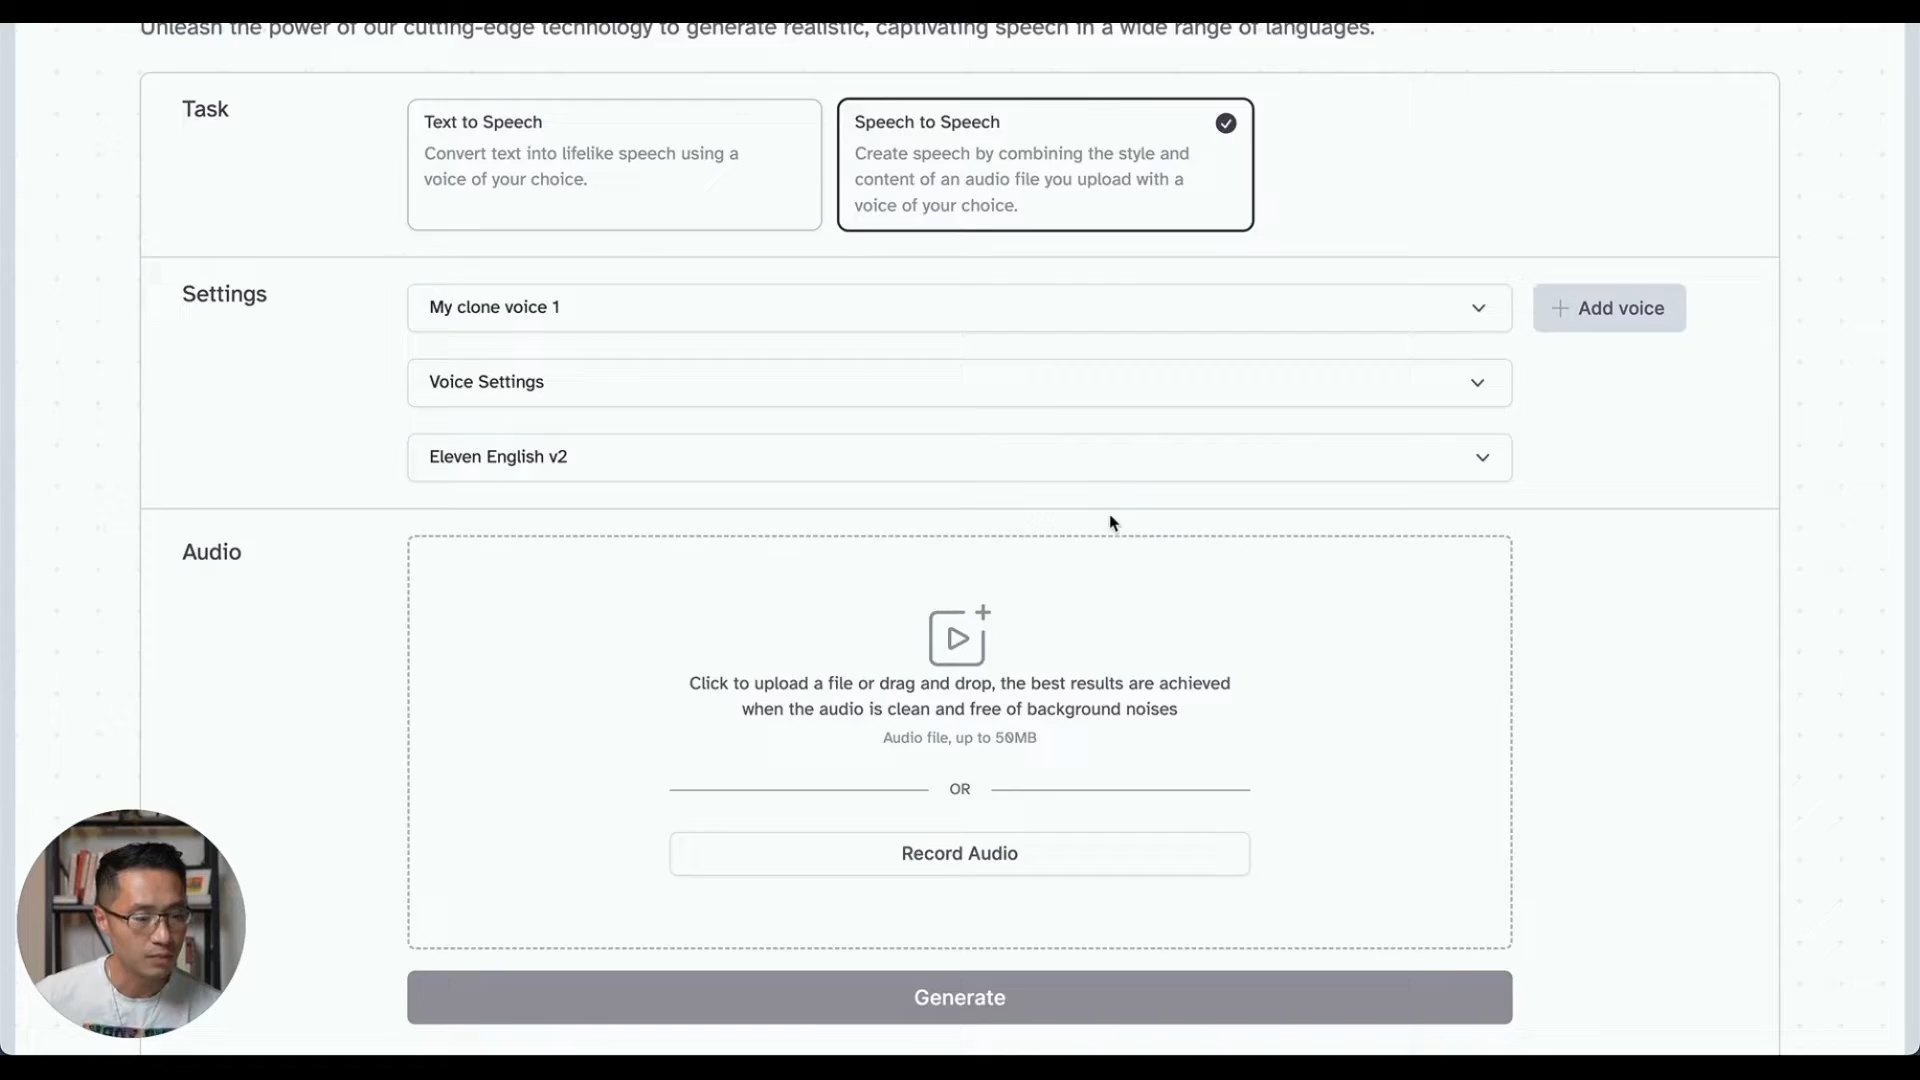 Unleash the power of our cutting-edge technology to generate realistic, captivating speech in a wide range of languages.
Task
Text to Speech
Convert text into lifelike speech using a
voice of your choice.
Speech to Speech
Create speech by combining the style and
content of an audio file you upload with a
voice of your choice.
Settings
My clone voice 1
Add voice
Voice Settings
Eleven English v2
Audio
Click to upload a file or drag and drop, the best results are achieved
when the audio is clean and free of background noises
Audio file, up to 50MB
OR
Record Audio
Generate